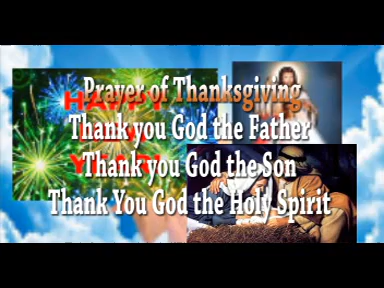 Prayer of Thanksgiving
HAPPY
Thank you God the Father
Thank you God the Son
Thank You God the Holy Spirit